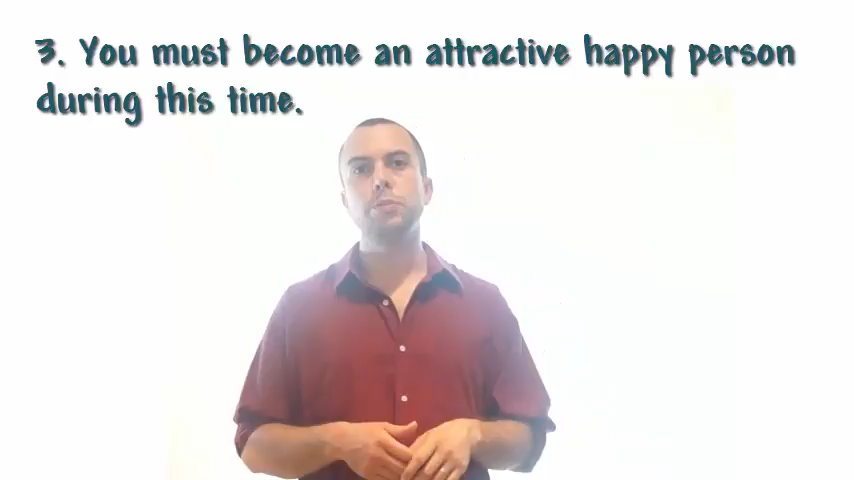 3. You must become an attractive happy person
during this time.